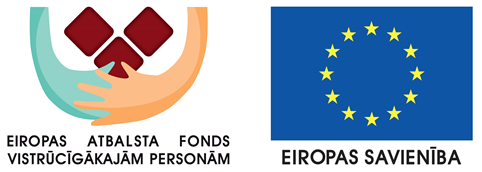 EIROPAS ATBALSTA FONDS
VISTRŪCĪGĀKAJĀM PERSONĀM
EIROPAS SAVIENĪBA